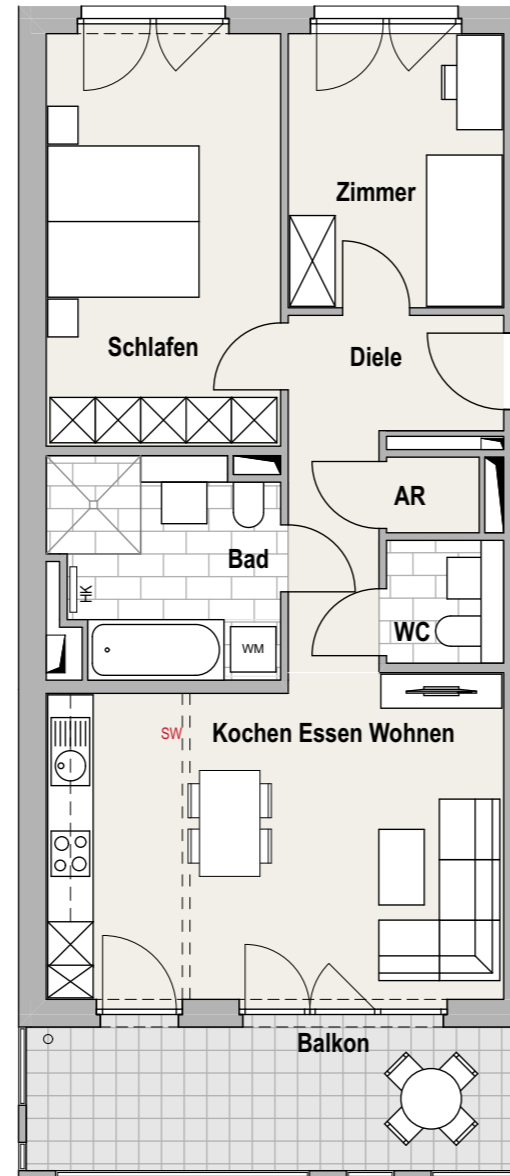 Zimmer
Schlafen
Diele
AR
Bad
HK
WC
WM
SW
Kochen Essen Wohnen
Balkon